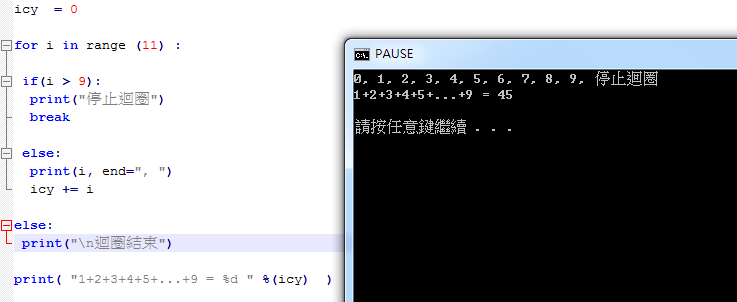 icy  = 0
for i in range (11) :
if(i > 9):
print("停止迴圈")
break
else:
print(i, end=", ")
icy += i
else:
print("\n迴圈結束")
print( "1+2+3+4+5+...+9 = %d " %(icy)  )
PAUSE
0, 1, 2, 3, 4, 5, 6, 7, 8, 9, 停止迴圈
1+2+3+4+5+...+9 = 45
請按任意鍵繼續 . . .